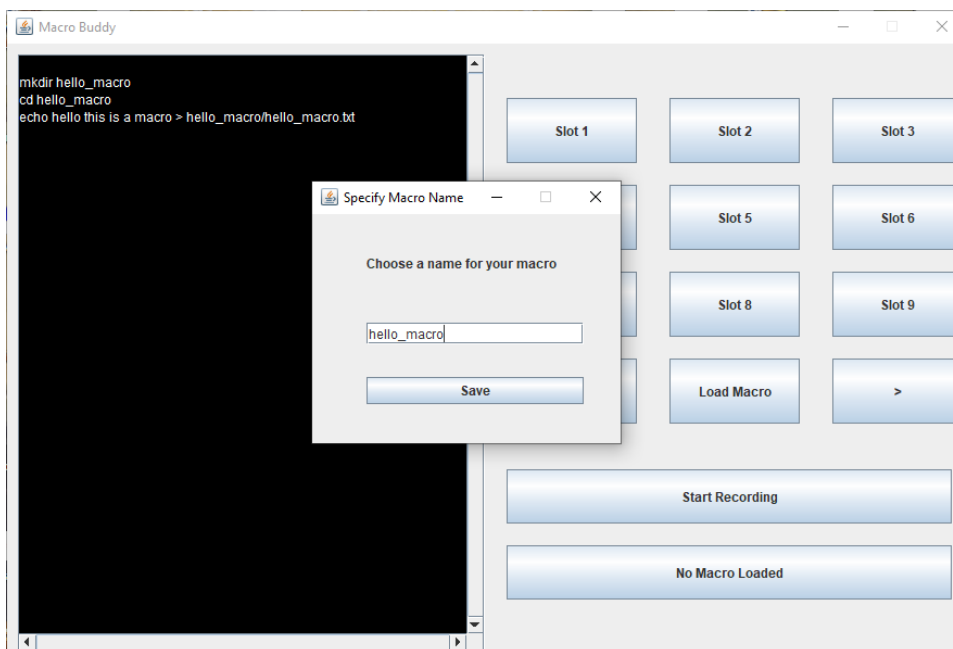 Macro Buddy
mkdir hello_macro
cd hello_macro
echo hello this is a macro > hello_macro/hello_macro.txt
Specify Macro Name
Choose a name for your macro
hello_macro
Save
Slot 1
Slot 2
Slot 3
Slot 5
Slot 6
Slot 8
Slot 9
Load Macro
>
Start Recording
No Macro Loaded